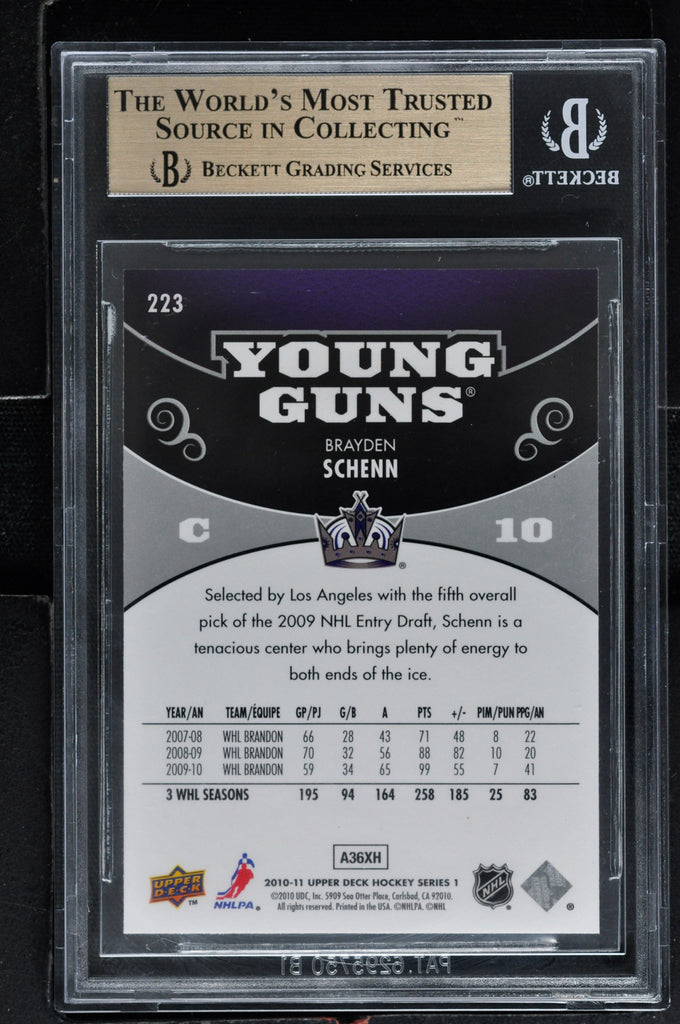 THE WORLD'S MOST TRUSTED
SOURCE IN COLLECTING™
B BECKETT GRADING SERVICES
B
BECKETT®
223
YOUNG
GUNS®
BRAYDEN
SCHENN
C 10
®
Selected by Los Angeles with the fifth overall
pick of the 2009 NHL Entry Draft, Schenn is a
tenacious center who brings plenty of energy to
both ends of the ice.
YEAR/AN TEAM/ÉQUIPE GP/PJ G/B A PTS +/- PIM/PUN PPG/AN
2007-08 WHL BRANDON 66 28 43 71 48 8 22
2008-09 WHL BRANDON 70 32 56 88 82 10 20
2009-10 WHL BRANDON 59 34 65 99 55 7 41
3 WHL SEASONS 195 94 164 258 185 25 83
A36XH
UPPER
D·E·C·K
™
NHLPA®
2010-11 UPPER DECK HOCKEY SERIES 1
©2010 UDC, Inc. 5909 Sea Otter Place, Carlsbad, CA 92010.
All rights reserved. Printed in the USA. ©NHLPA. ©NHL
NHL
®
®
PAT.6295750 B1